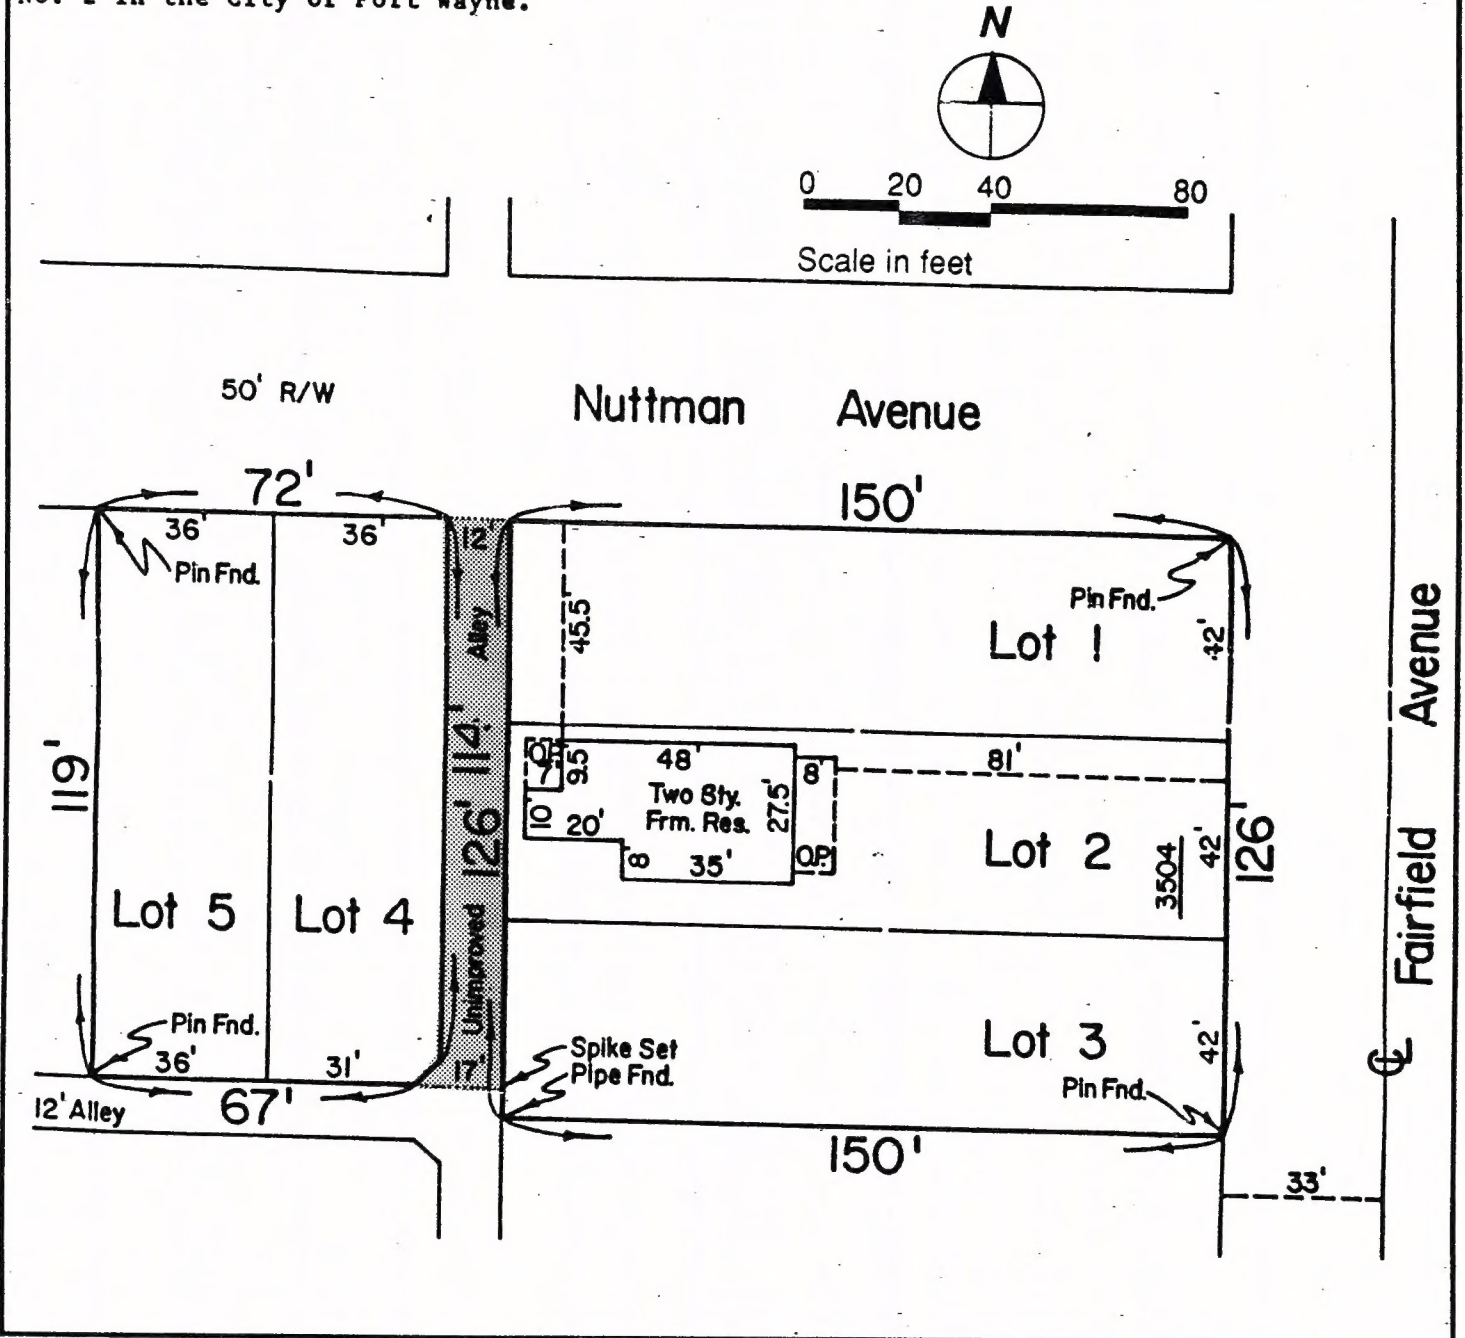 No. 2 in the City of Fort Wayne.
N
0 20 40 80
Scale in feet
50' R/W
Nuttman Avenue
72'
150'
36' 36' 12'
Pin Fnd.
Pin Fnd.
45.5'
Alley
Lot 1
42'
Fairfield Avenue
119'
114'
126'
O.P.
7'
9.5
48'
8'
81'
Two Sty.
Frm. Res.
27.5'
10'
20'
8
35'
O.P.
Lot 2
3504
42'
126'
Lot 5 Lot 4
Unimproved
Pin Fnd.
36' 31' 17'
Spike Set
Pipe Fnd.
Lot 3
42'
Pin Fnd.
67'
12' Alley
150'
33'
CL